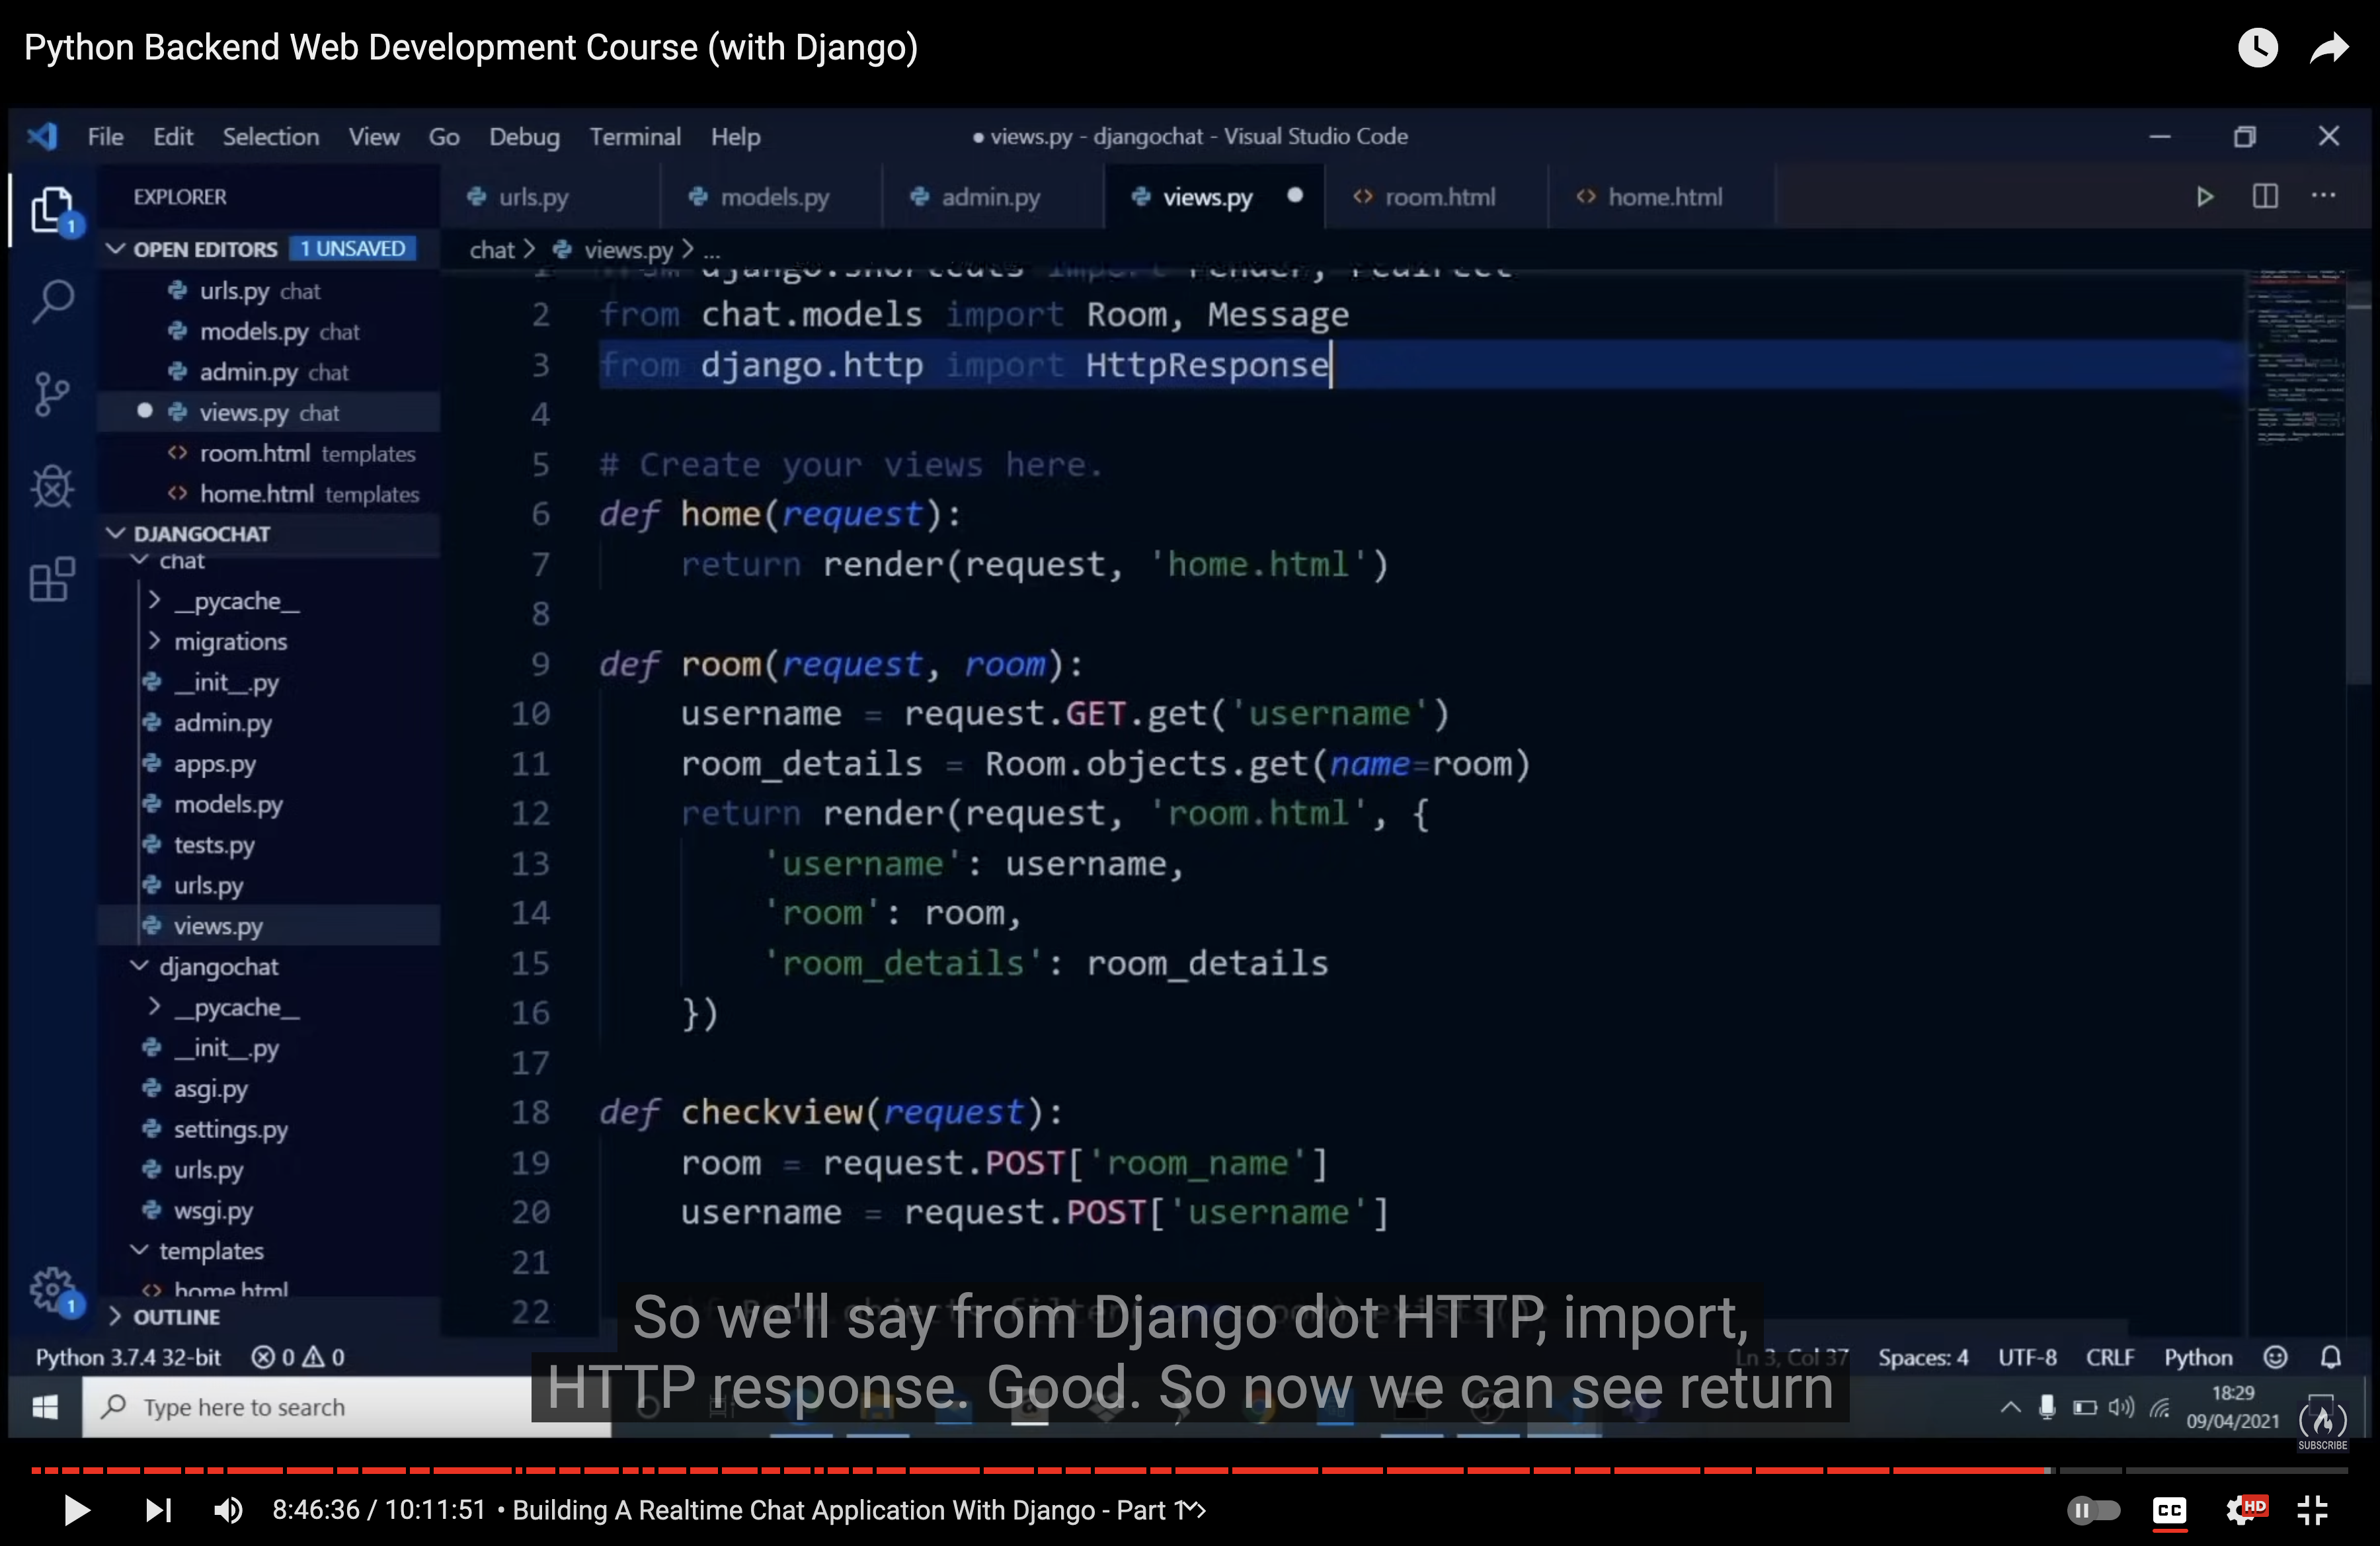 Python Backend Web Development Course (with Django)
File Edit Selection View Go Debug Terminal Help
● views.py - djangochat - Visual Studio Code
EXPLORER
urls.py
models.py
admin.py
views.py
room.html
home.html
OPEN EDITORS 1 UNSAVED
chat > views.py > ...
urls.py chat
models.py chat
admin.py chat
views.py chat
room.html templates
home.html templates
DJANGOCHAT
chat
__pycache__
migrations
__init__.py
admin.py
apps.py
models.py
tests.py
urls.py
views.py
djangochat
__pycache__
__init__.py
asgi.py
settings.py
urls.py
wsgi.py
templates
home.html
OUTLINE
django.shortcuts import render, redirect
2 from chat.models import Room, Message
3 from django.http import HttpResponse
4
5 # Create your views here.
6 def home(request):
7 return render(request, 'home.html')
8
9 def room(request, room):
10 username = request.GET.get('username')
11 room_details = Room.objects.get(name=room)
12 return render(request, 'room.html', {
13 'username': username,
14 'room': room,
15 'room_details': room_details
16 })
17
18 def checkview(request):
19 room = request.POST['room_name']
20 username = request.POST['username']
21
22
So we'll say from Django dot HTTP, import,
HTTP response. Good. So now we can see return
Python 3.7.4 32-bit 0 0
Ln 3, Col 37 Spaces: 4 UTF-8 CRLF Python
1
1
Type here to search
18:29
09/04/2021
SUBSCRIBE
8:46:36 / 10:11:51 • Building A Realtime Chat Application With Django - Part 1
CC
HD